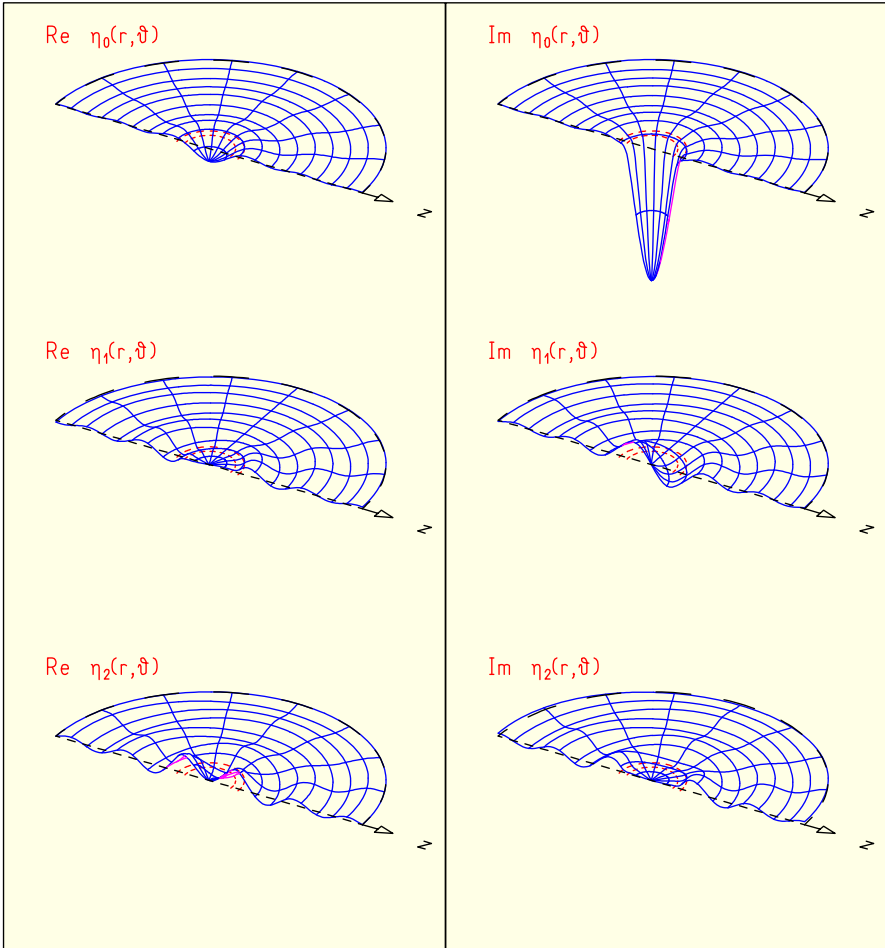 Re η₀(r,ϑ)
Im η₀(r,ϑ)
z
z
Re η₁(r,ϑ)
Im η₁(r,ϑ)
z
z
Re η₂(r,ϑ)
Im η₂(r,ϑ)
z
z